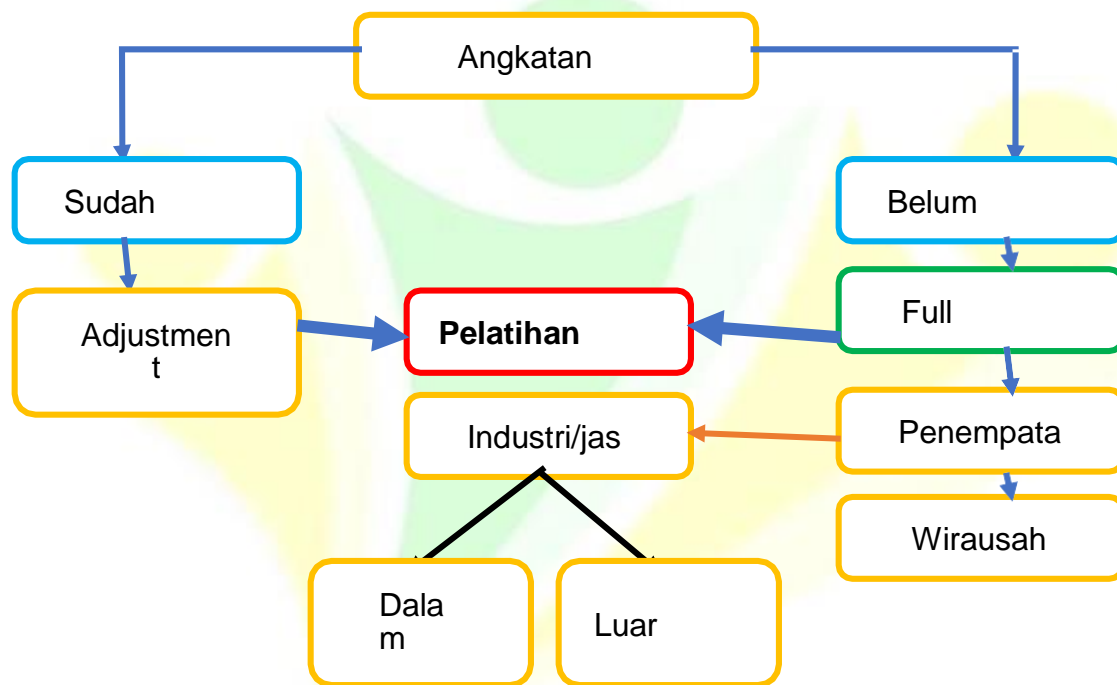 Angkatan
Sudah
Belum
Adjustmen
t
Pelatihan
Full
Industri/jas
Penempata
Wirausah
Dala
m
Luar